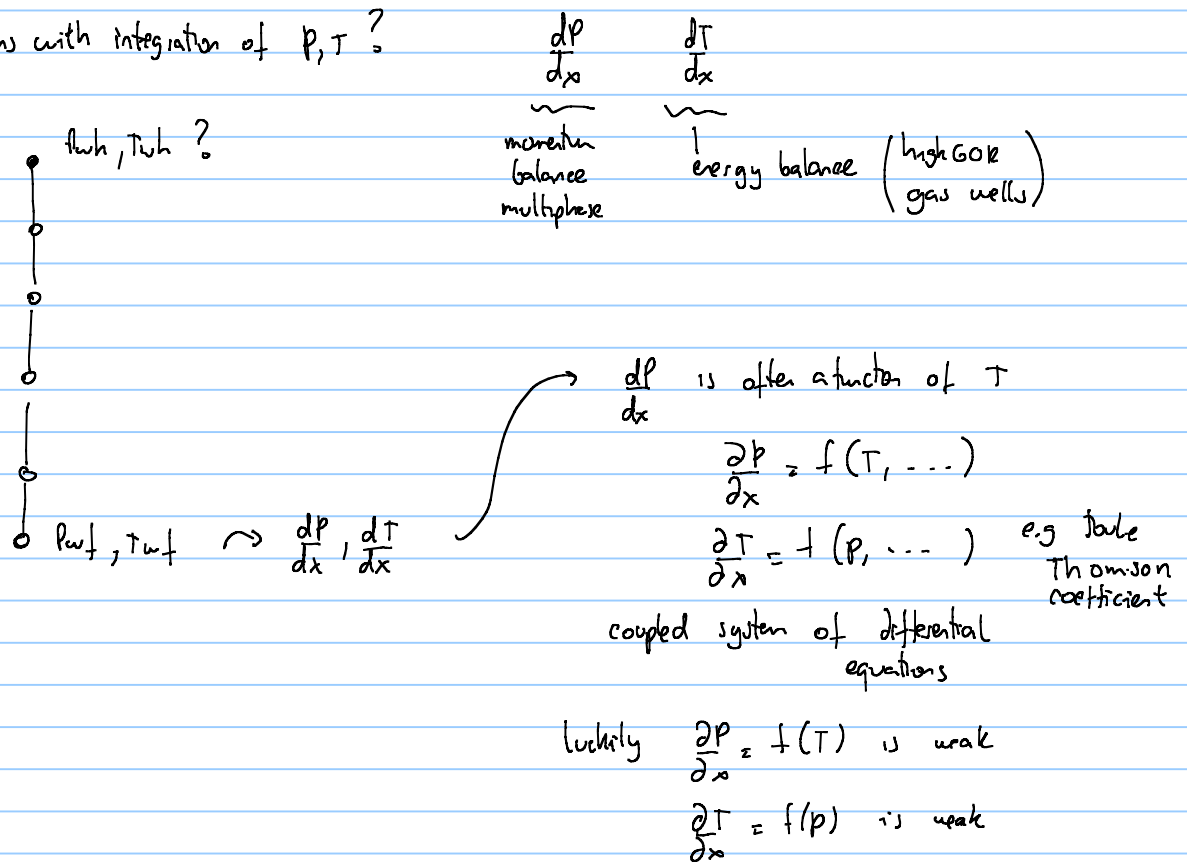 ns with integration of P, T ?
dP/dx dT/dx
momentum balance multiphase
energy balance (high GOR gas wells)
Pwh, Twh ?
dP/dx is often a function of T
∂P/∂x = f(T, ...)
Pwf, Twf ⤳ dP/dx, dT/dx
∂T/∂x = f(p, ... ) e.g Joule Thomson coefficient
coupled system of differential
equations
luckily ∂P/∂x = f(T) is weak
∂T/∂x = f(p) is weak